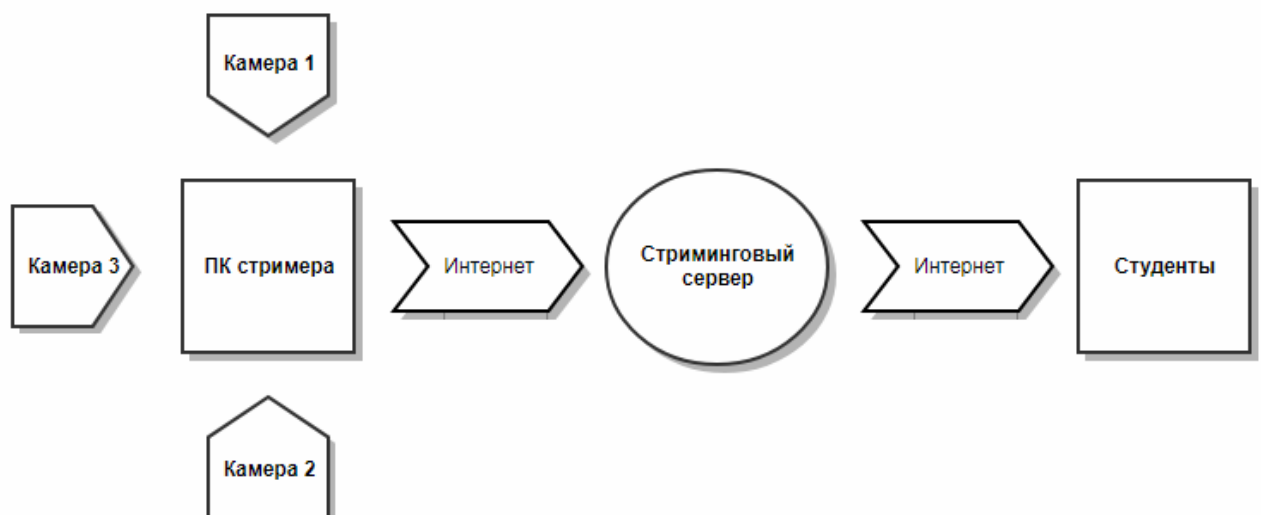 Камера 1
Камера 3
ПК стримера
Интернет
Стриминговый
сервер
Интернет
Студенты
Камера 2